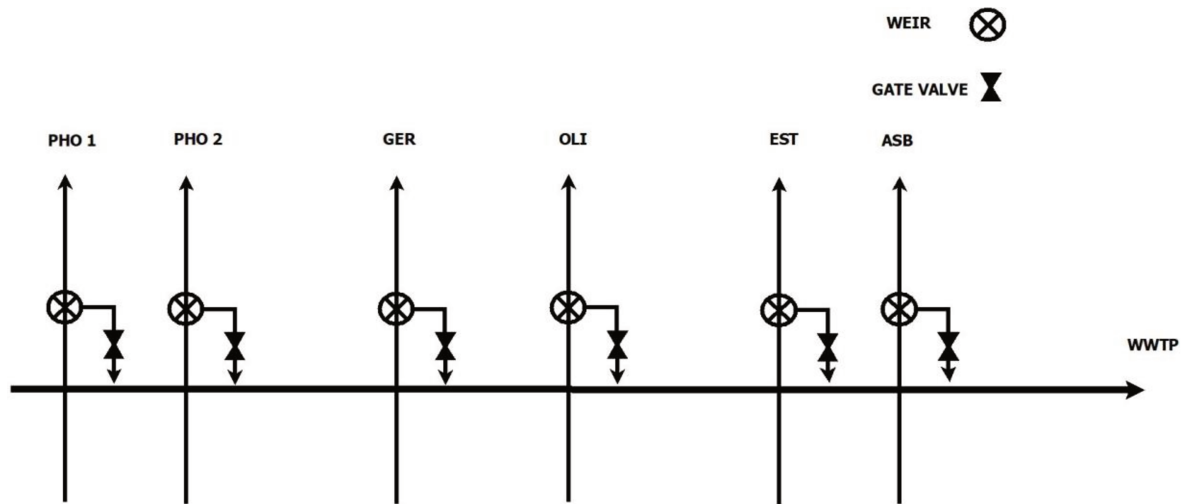 WEIR
GATE VALVE
PHO 1 PHO 2 GER OLI EST ASB
WWTP